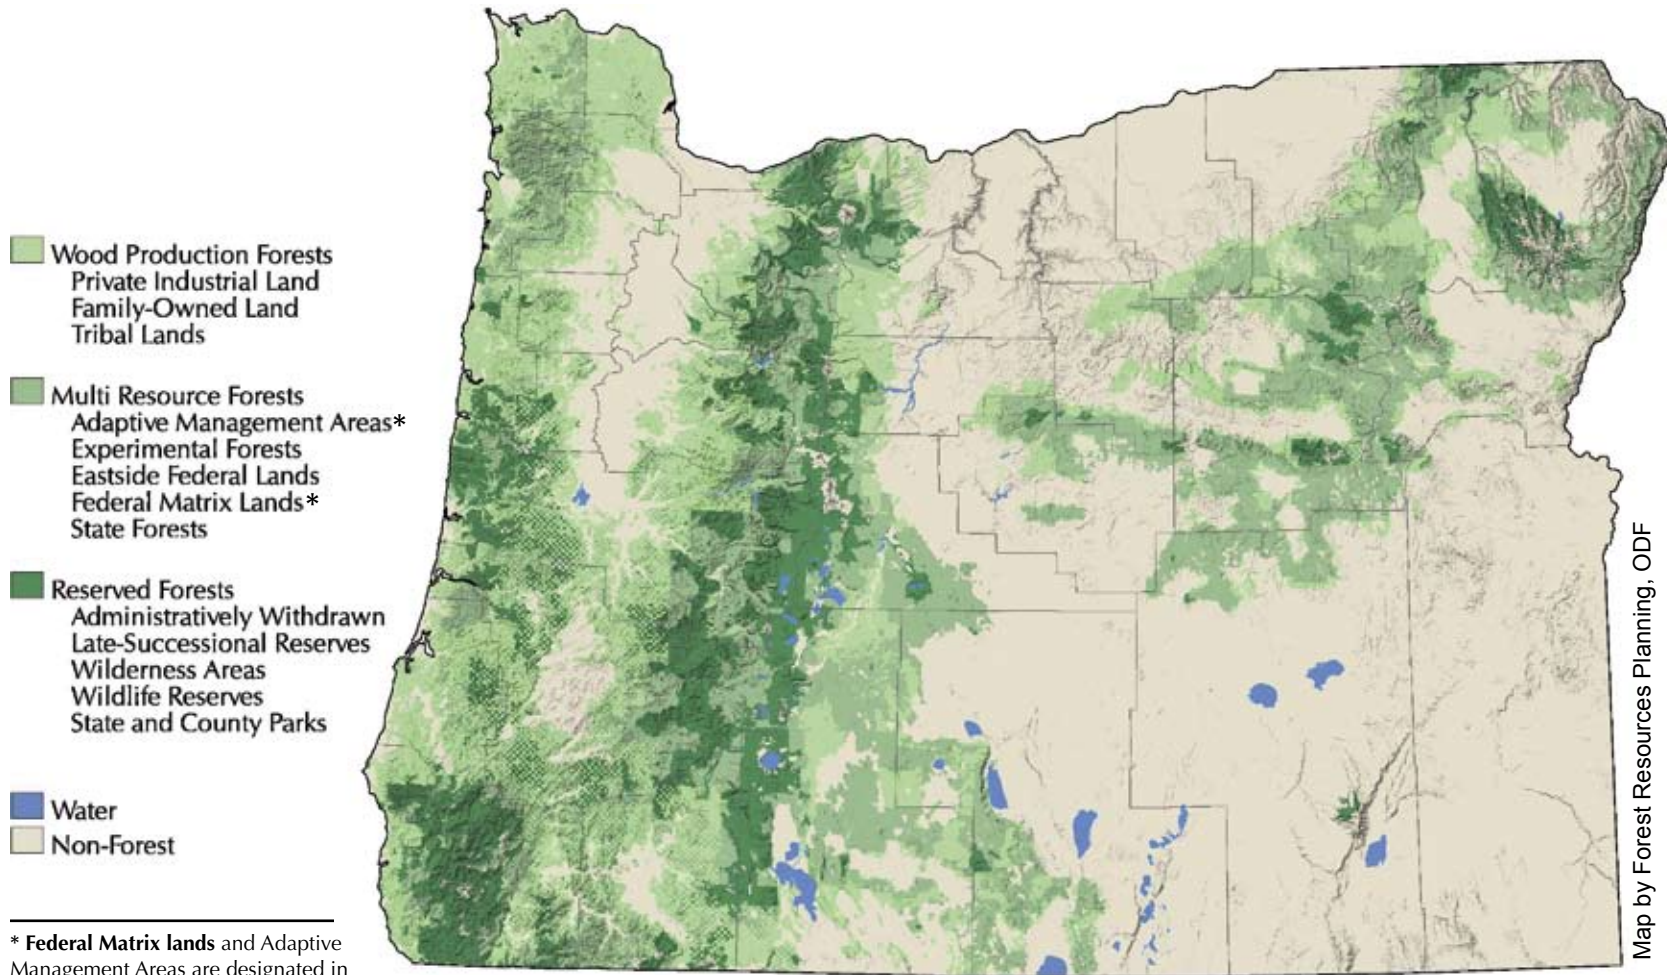 Wood Production Forests
Private Industrial Land
Family-Owned Land
Tribal Lands
Multi Resource Forests
Adaptive Management Areas*
Experimental Forests
Eastside Federal Lands
Federal Matrix Lands*
State Forests
Reserved Forests
Administratively Withdrawn
Late-Successional Reserves
Wilderness Areas
Wildlife Reserves
State and County Parks
Water
Non-Forest
* Federal Matrix lands and Adaptive
Management Areas are designated in
Map by Forest Resources Planning, ODF